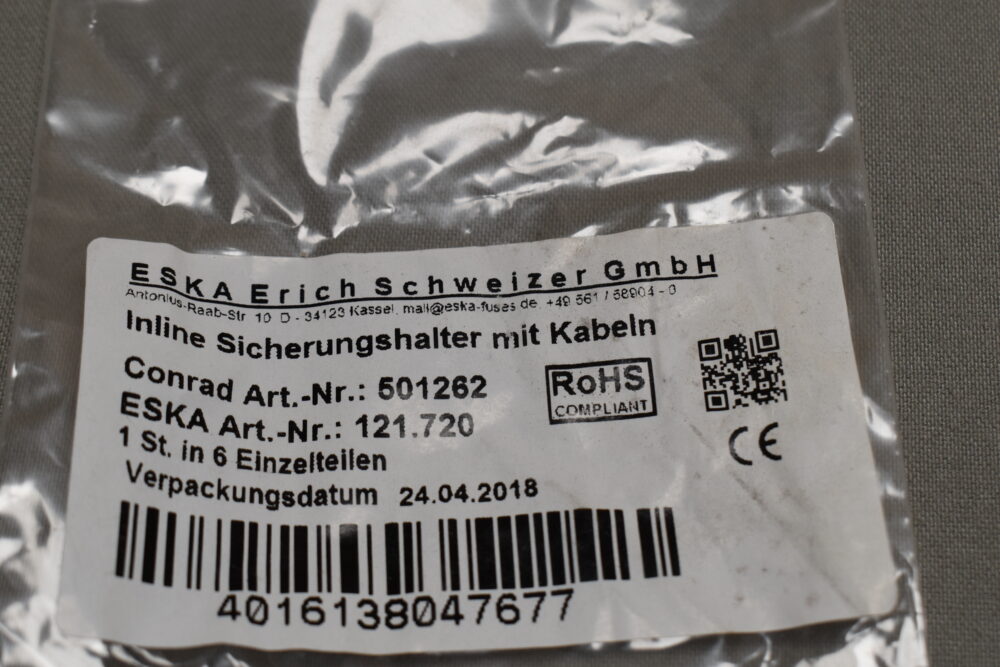 ESKA Erich Schweizer GmbH
Antonius-Raab-Str. 10 D - 34123 Kassel. mail@eska-fuses.de. +49 561 / 58904 - 0
Inline Sicherungshalter mit Kabeln
Conrad Art.-Nr.: 501262
ESKA Art.-Nr.: 121.720
RoHS
COMPLIANT
CE
1 St. in 6 Einzelteilen
Verpackungsdatum 24.04.2018
4016138047677